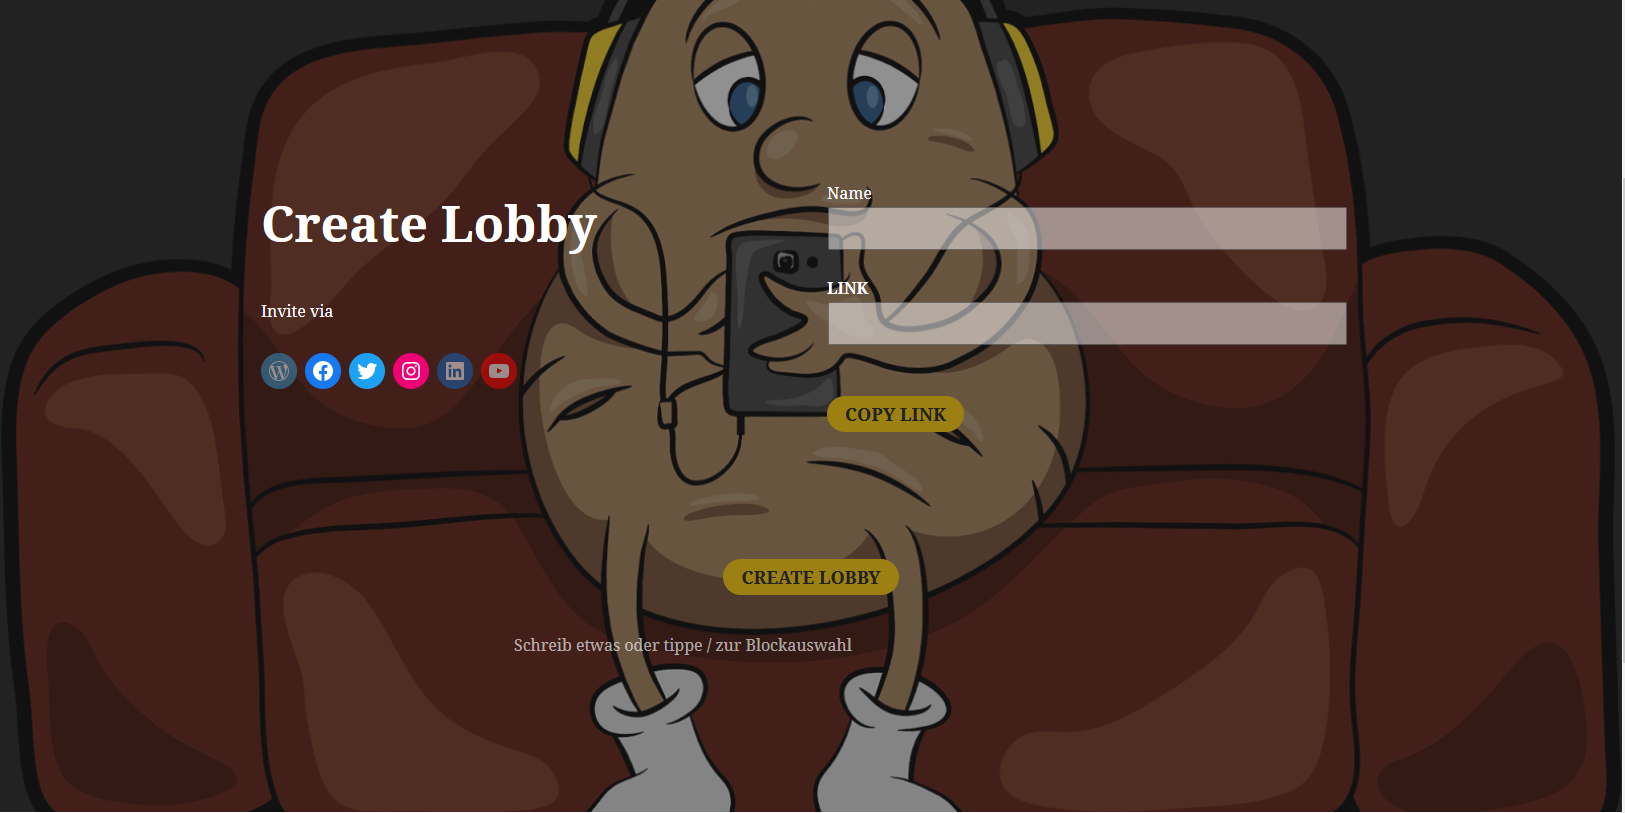 Create Lobby
Invite via
Name
LINK
COPY LINK
CREATE LOBBY
Schreib etwas oder tippe / zur Blockauswahl